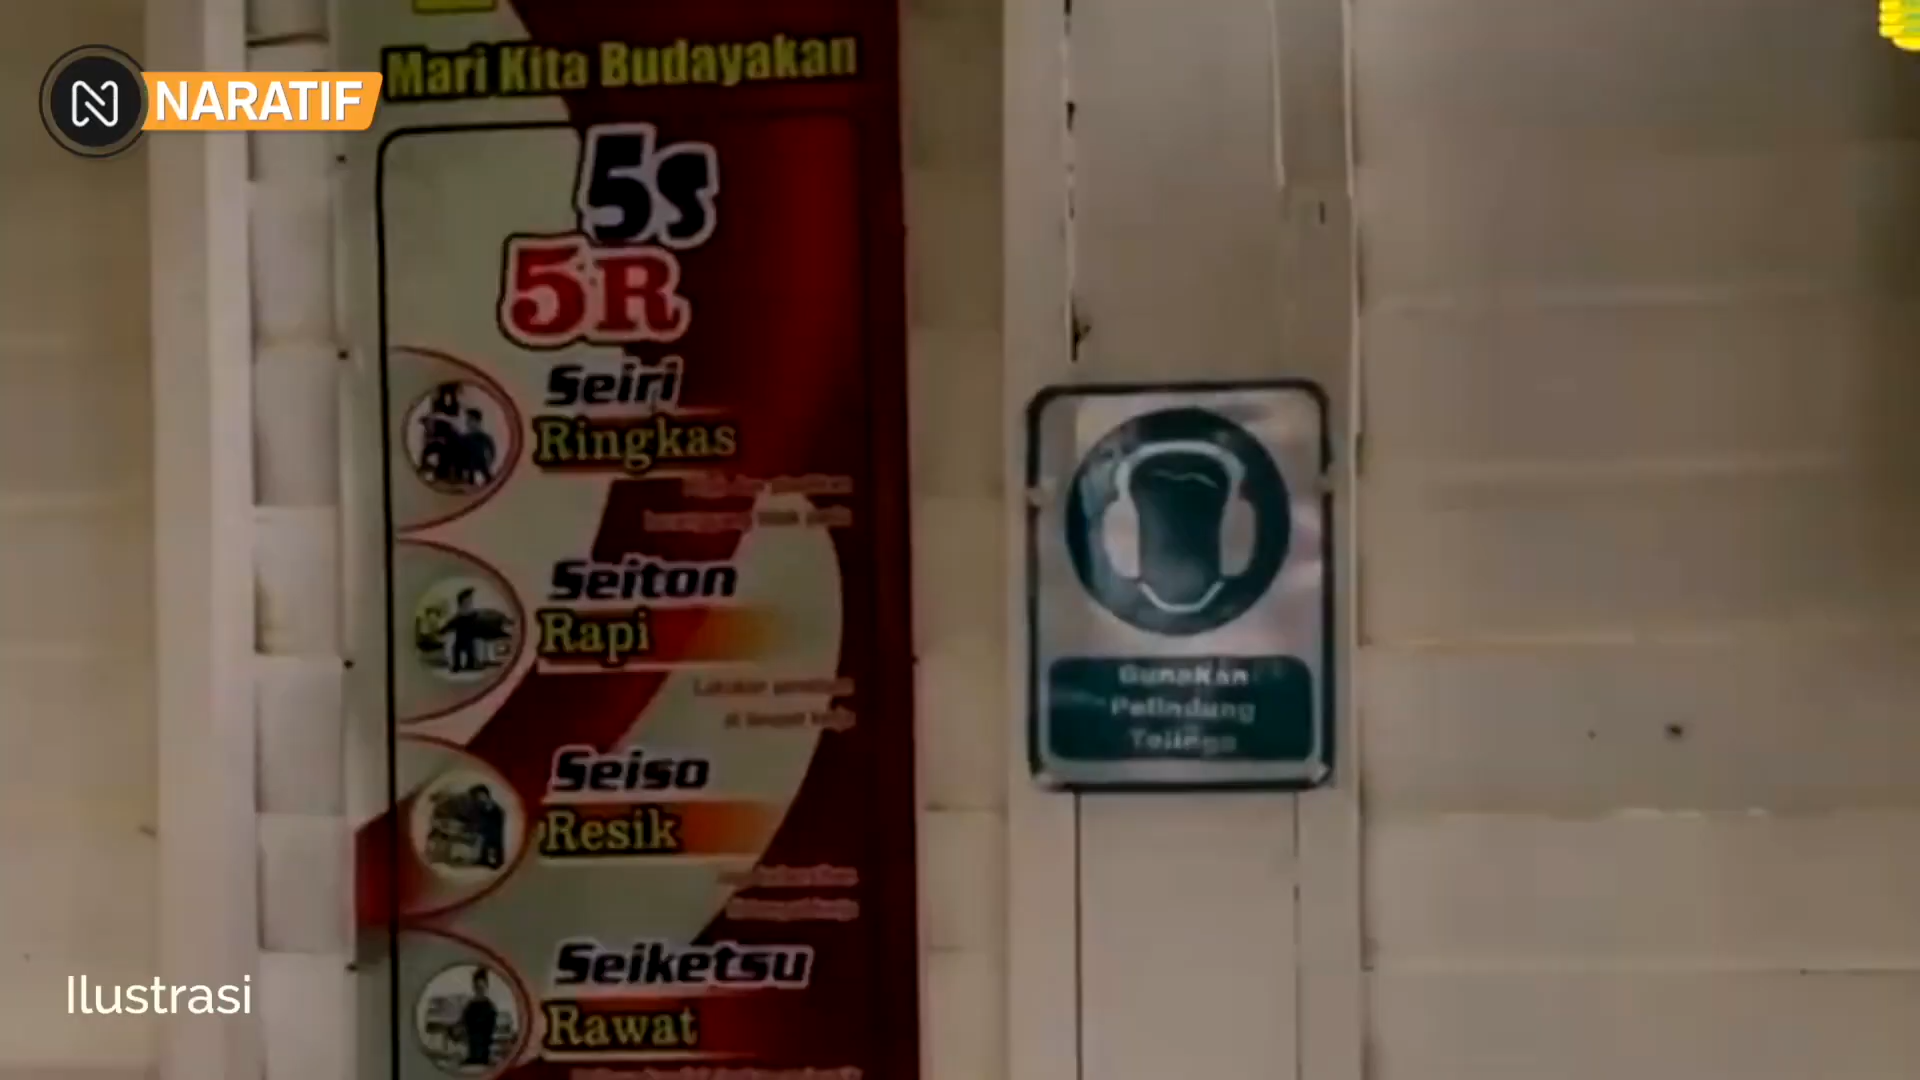 NARATIF
Mari Kita Budayakan
5S
5R
Seiri
Ringkas
Seiton
Rapi
Seiso
Resik
Seiketsu
Rawat
Gunakan
Pelindung
Telinga
Ilustrasi